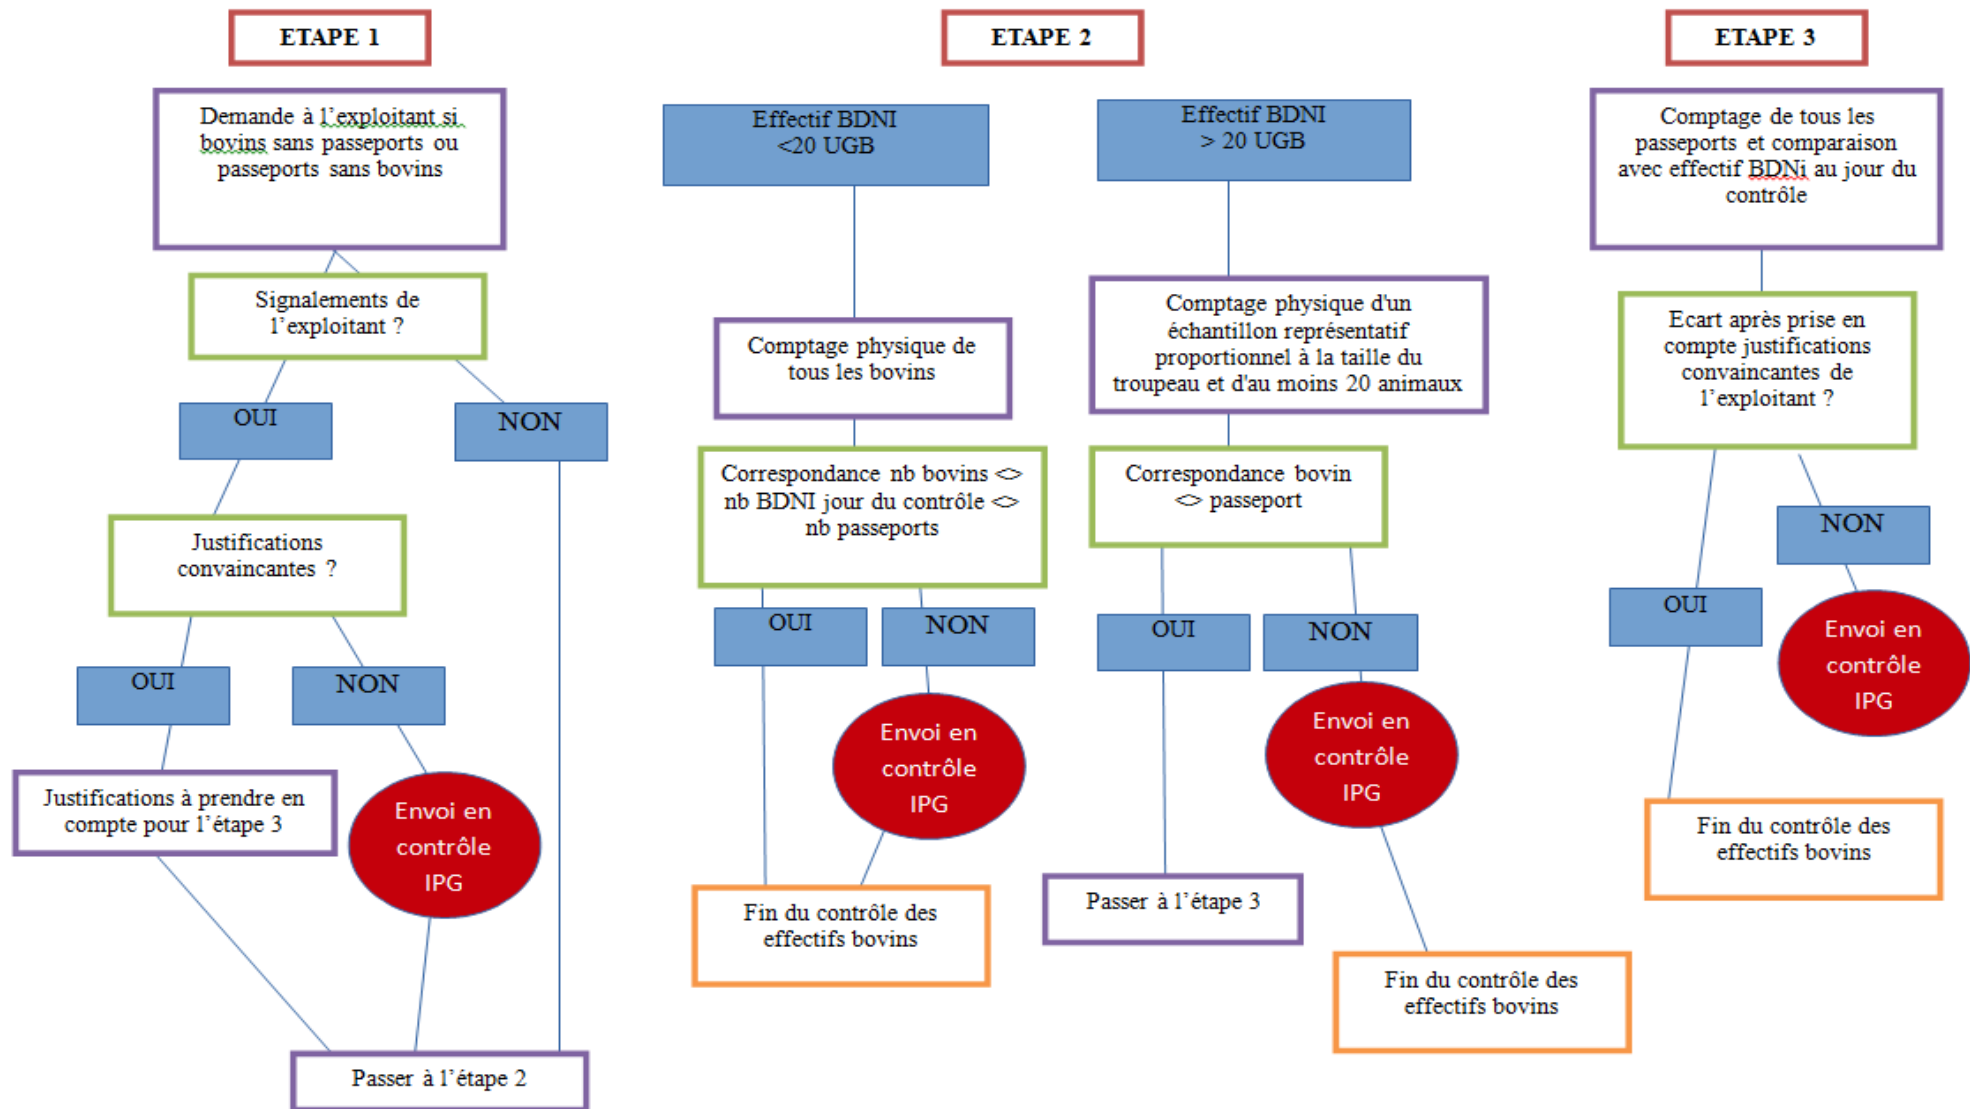 ETAPE 1
Demande à l’exploitant si
bovins sans passeports ou
passeports sans bovins
Signalements de
l’exploitant ?
OUI
NON
Justifications
convaincantes ?
OUI
NON
Justifications à prendre en
compte pour l’étape 3
Envoi en
contrôle
IPG
Passer à l’étape 2
ETAPE 2
Effectif BDNI
<20 UGB
Comptage physique de
tous les bovins
Correspondance nb bovins <>
nb BDNI jour du contrôle <>
nb passeports
OUI
NON
Envoi en
contrôle
IPG
Fin du contrôle des
effectifs bovins
Effectif BDNI
> 20 UGB
Comptage physique d'un
échantillon représentatif
proportionnel à la taille du
troupeau et d'au moins 20 animaux
Correspondance bovin
<> passeport
OUI
NON
Envoi en
contrôle
IPG
Passer à l’étape 3
Fin du contrôle des
effectifs bovins
ETAPE 3
Comptage de tous les
passeports et comparaison
avec effectif BDNi au jour du
contrôle
Ecart après prise en
compte justifications
convaincantes de
l’exploitant ?
NON
OUI
Envoi en
contrôle
IPG
Fin du contrôle des
effectifs bovins